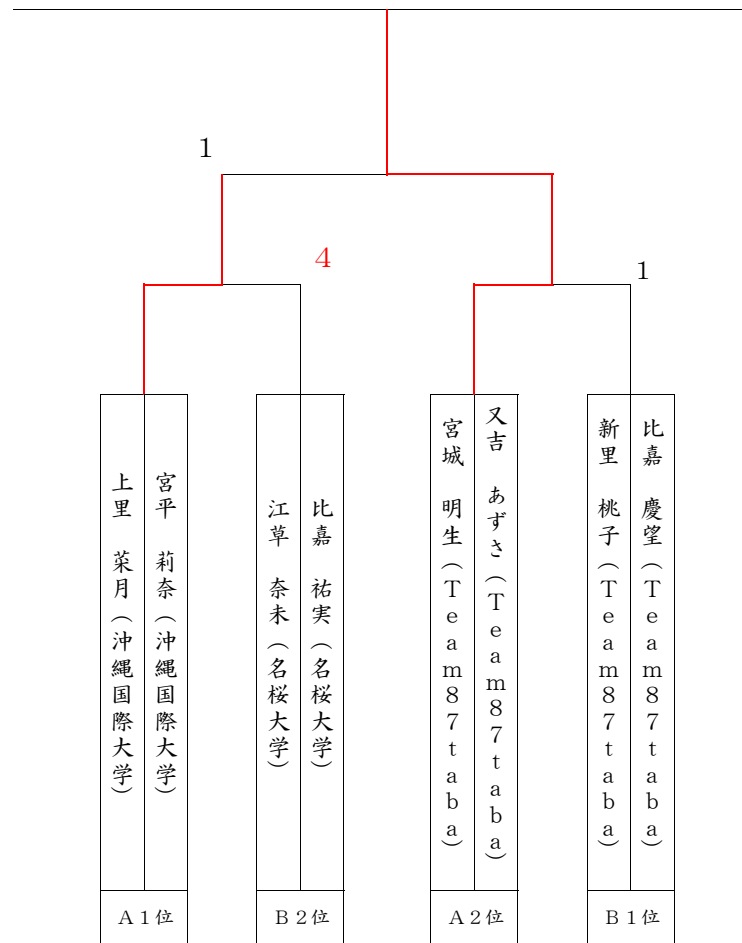 1
4
1
上里　菜月（沖縄国際大学）
宮平　莉奈（沖縄国際大学）
江草　奈未（名桜大学）
比嘉　祐実（名桜大学）
宮城　明生（Team87taba）
又吉　あずさ（Team87taba）
新里　桃子（Team87taba）
比嘉　慶望（Team87taba）
A1位
B2位
A2位
B1位